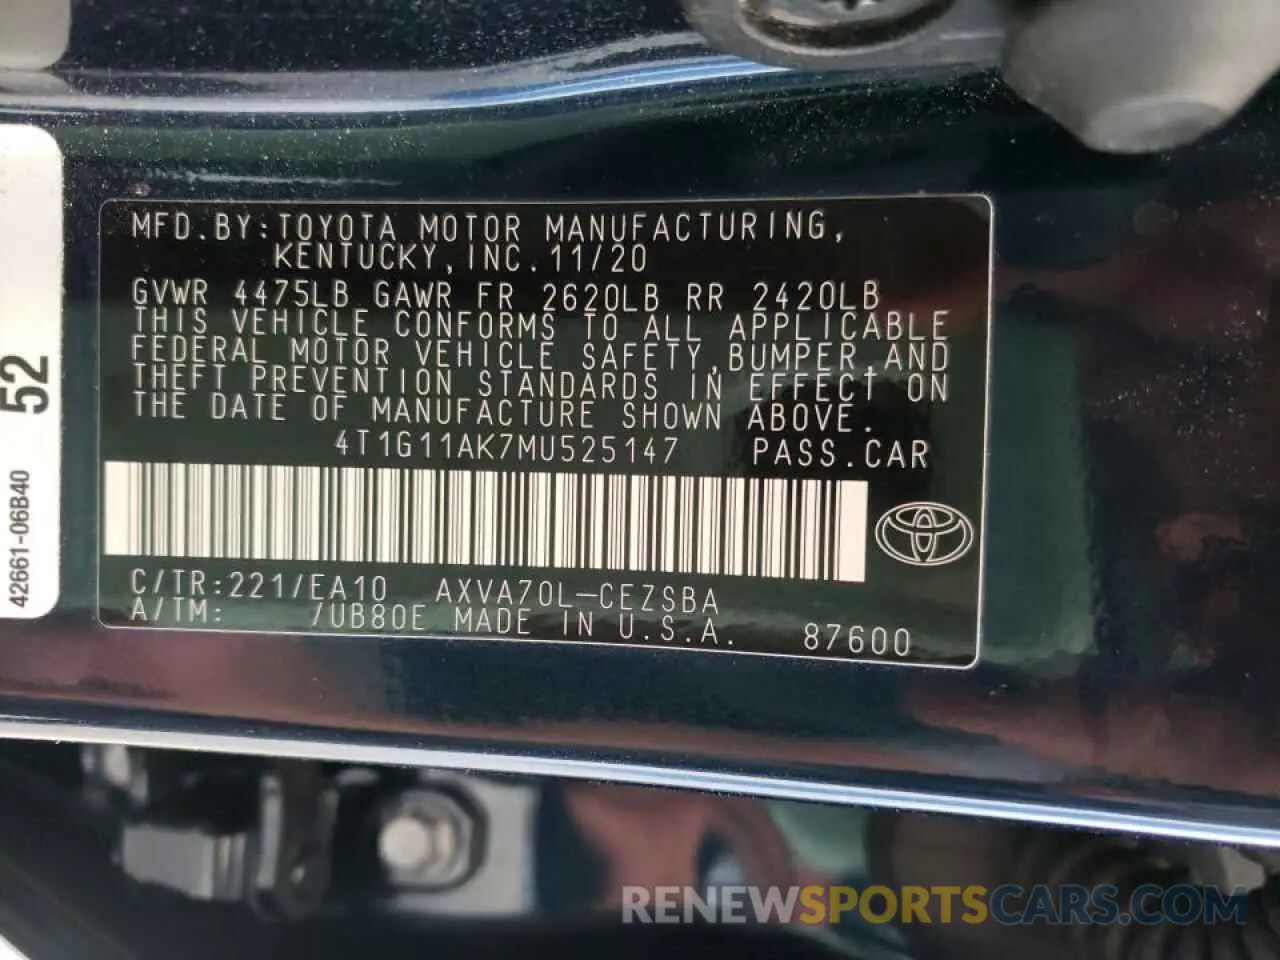 MFD.BY:TOYOTA MOTOR MANUFACTURING,
KENTUCKY,INC.11/20
GVWR 4475LB GAWR FR 2620LB RR 2420LB
THIS VEHICLE CONFORMS TO ALL APPLICABLE
FEDERAL MOTOR VEHICLE SAFETY,BUMPER,AND
THEFT PREVENTION STANDARDS IN EFFECT ON
THE DATE OF MANUFACTURE SHOWN ABOVE.
4T1G11AK7MU525147 PASS.CAR
C/TR:221/EA10 AXVA70L-CEZSBA
A/TM: /UB80E MADE IN U.S.A. 87600
52
42661-06B40
RENEWSPORTSCARS.COM